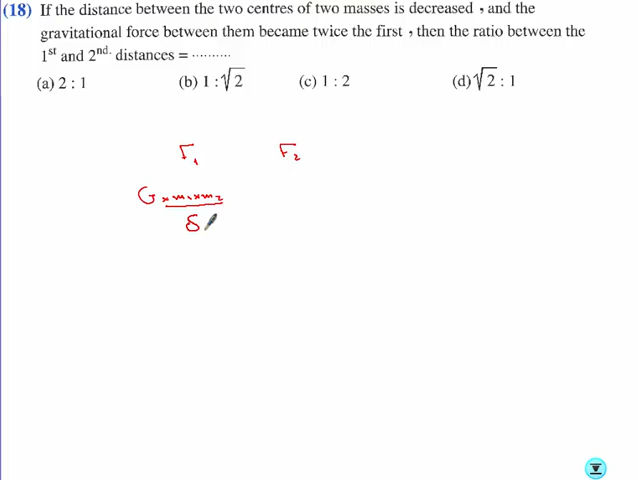 (18) If the distance between the two centres of two masses is decreased , and the
gravitational force between them became twice the first , then the ratio between the
1st and 2nd. distances = ..........
(a) 2 : 1 (b) 1 : √2 (c) 1 : 2 (d) √2 : 1
F₁ F₂
G × m₁ × m₂
S